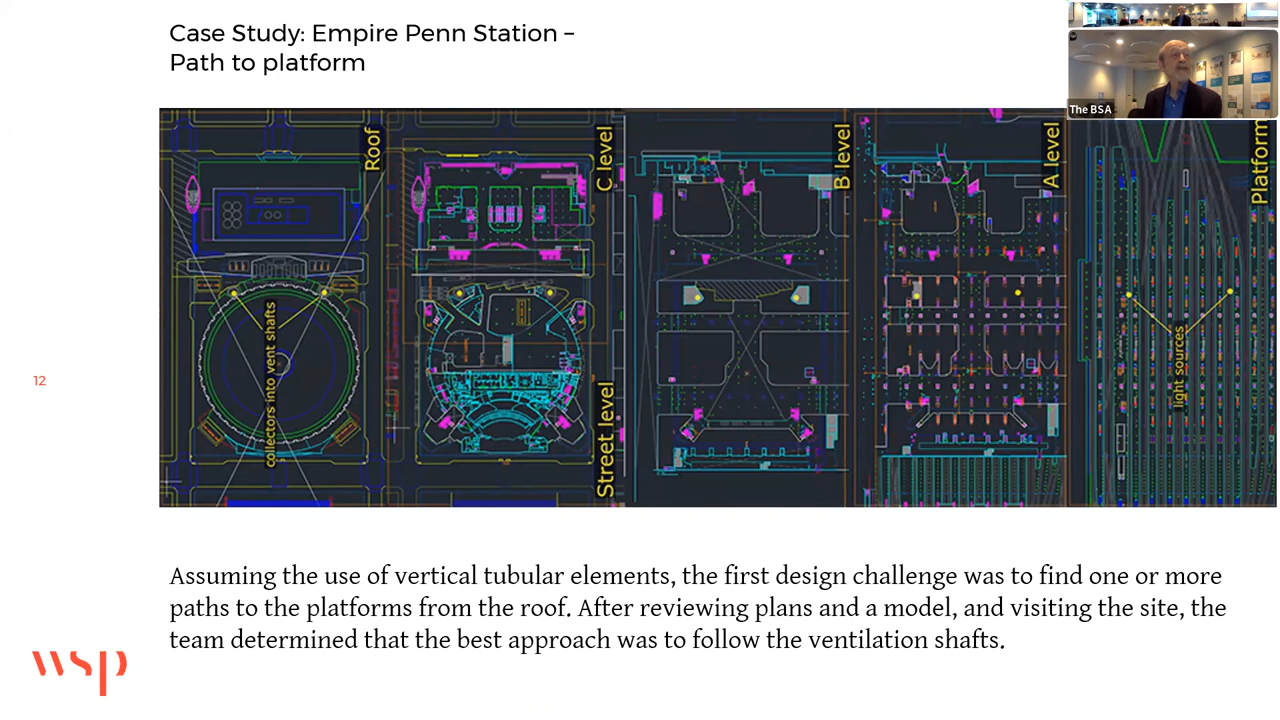 Case Study: Empire Penn Station –
Path to platform
The BSA
Roof
C level
B level
A level
Platform
collectors into vent shafts
Street level
light sources
12
Assuming the use of vertical tubular elements, the first design challenge was to find one or more
paths to the platforms from the roof. After reviewing plans and a model, and visiting the site, the
team determined that the best approach was to follow the ventilation shafts.
wsp